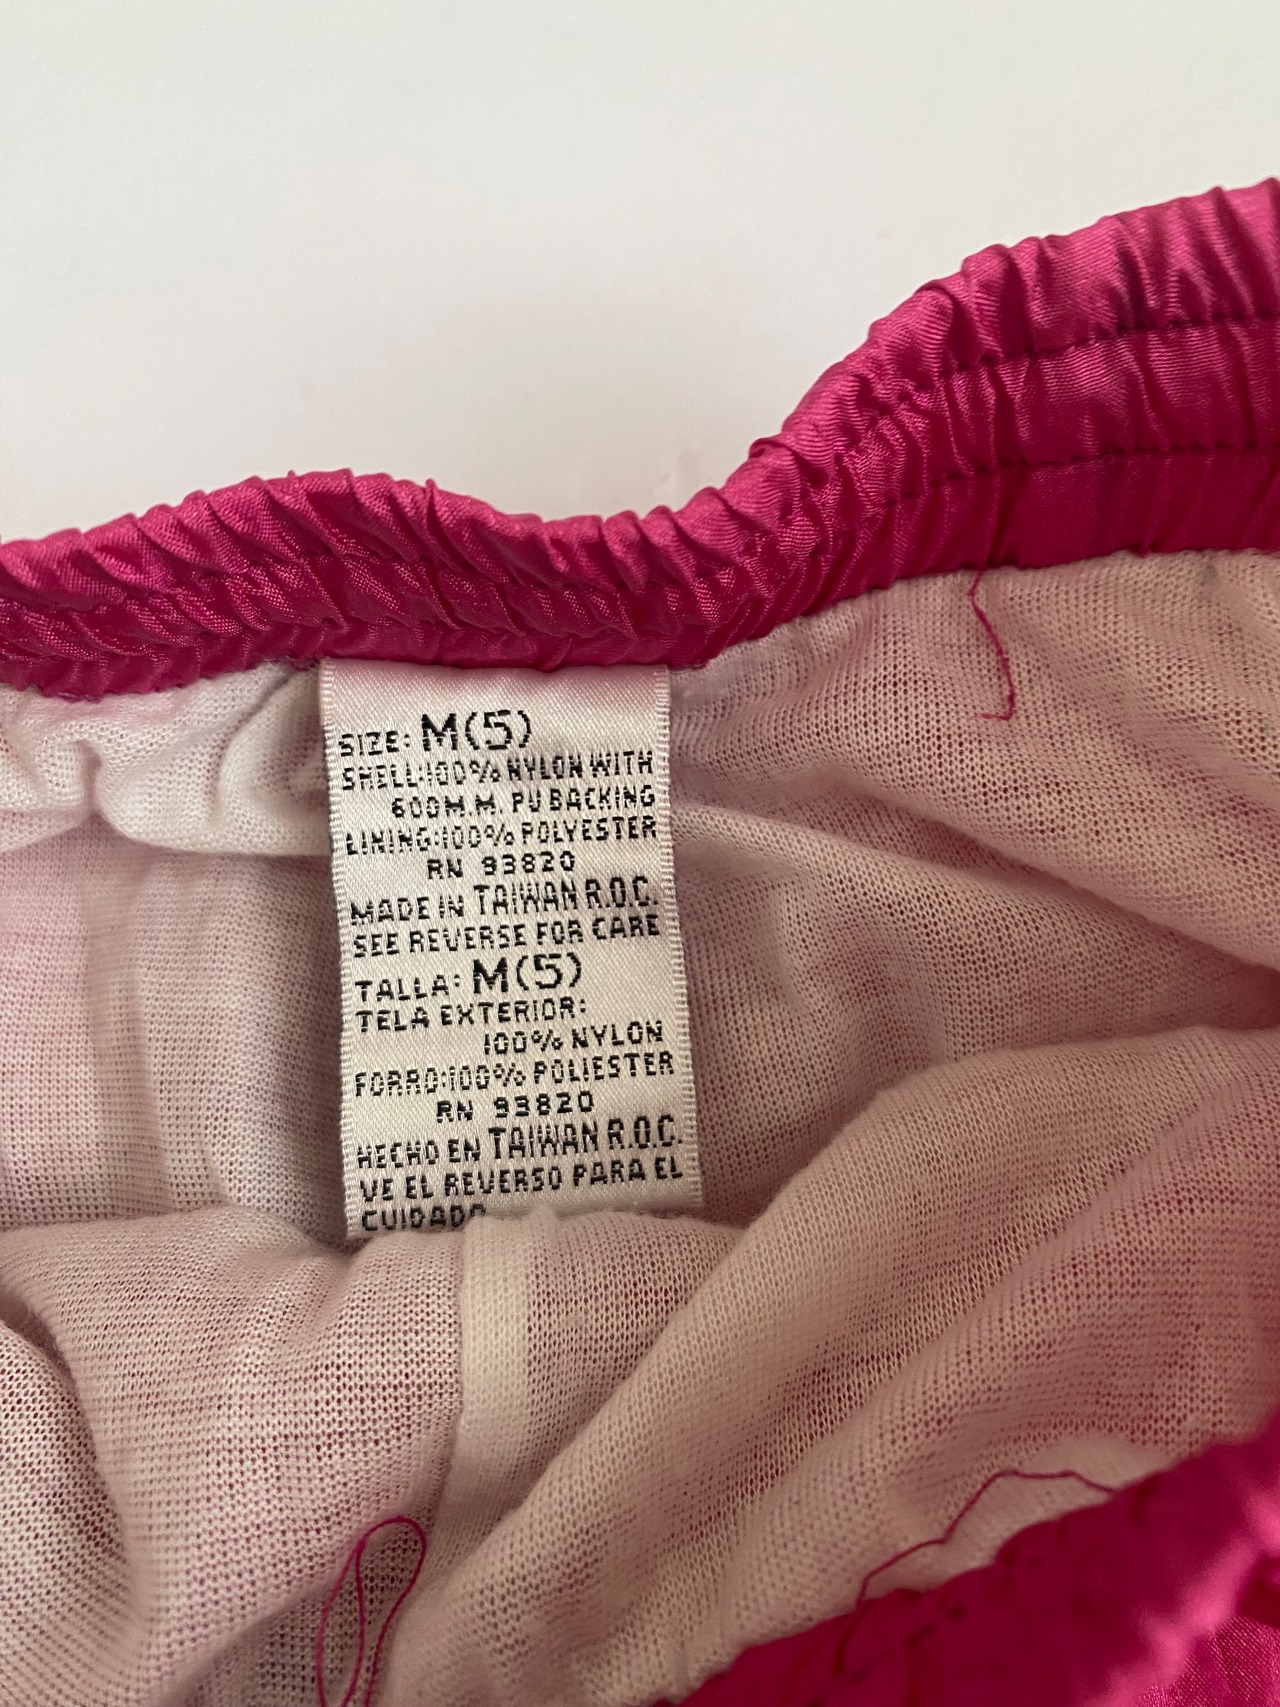 SIZE: M(5)
SHELL:100% NYLON WITH
600M.M. PU BACKING
LINING:100% POLYESTER
RN 93820
MADE IN TAIWAN R.O.C.
SEE REVERSE FOR CARE
TALLA: M(5)
TELA EXTERIOR:
100% NYLON
FORRO:100% POLIESTER
RN 93820
HECHO EN TAIWAN R.O.C.
VE EL REVERSO PARA EL
CUIDADO